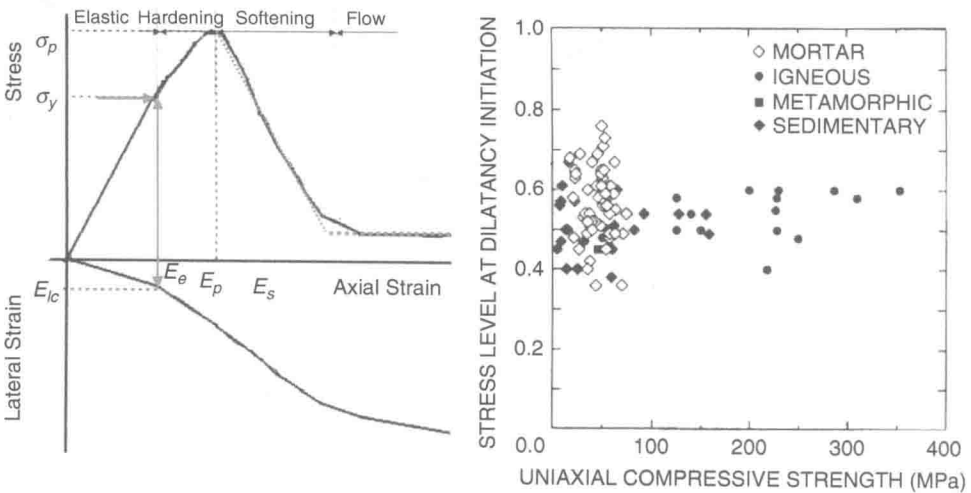 Elastic Hardening Softening Flow
σp
σy
Stress
Ee Ep Es Axial Strain
Elc
Lateral Strain
STRESS LEVEL AT DILATANCY INITIATION
1.0
0.8
0.6
0.4
0.2
0.0
100 200 300 400
UNIAXIAL COMPRESSIVE STRENGTH (MPa)
MORTAR
IGNEOUS
METAMORPHIC
SEDIMENTARY